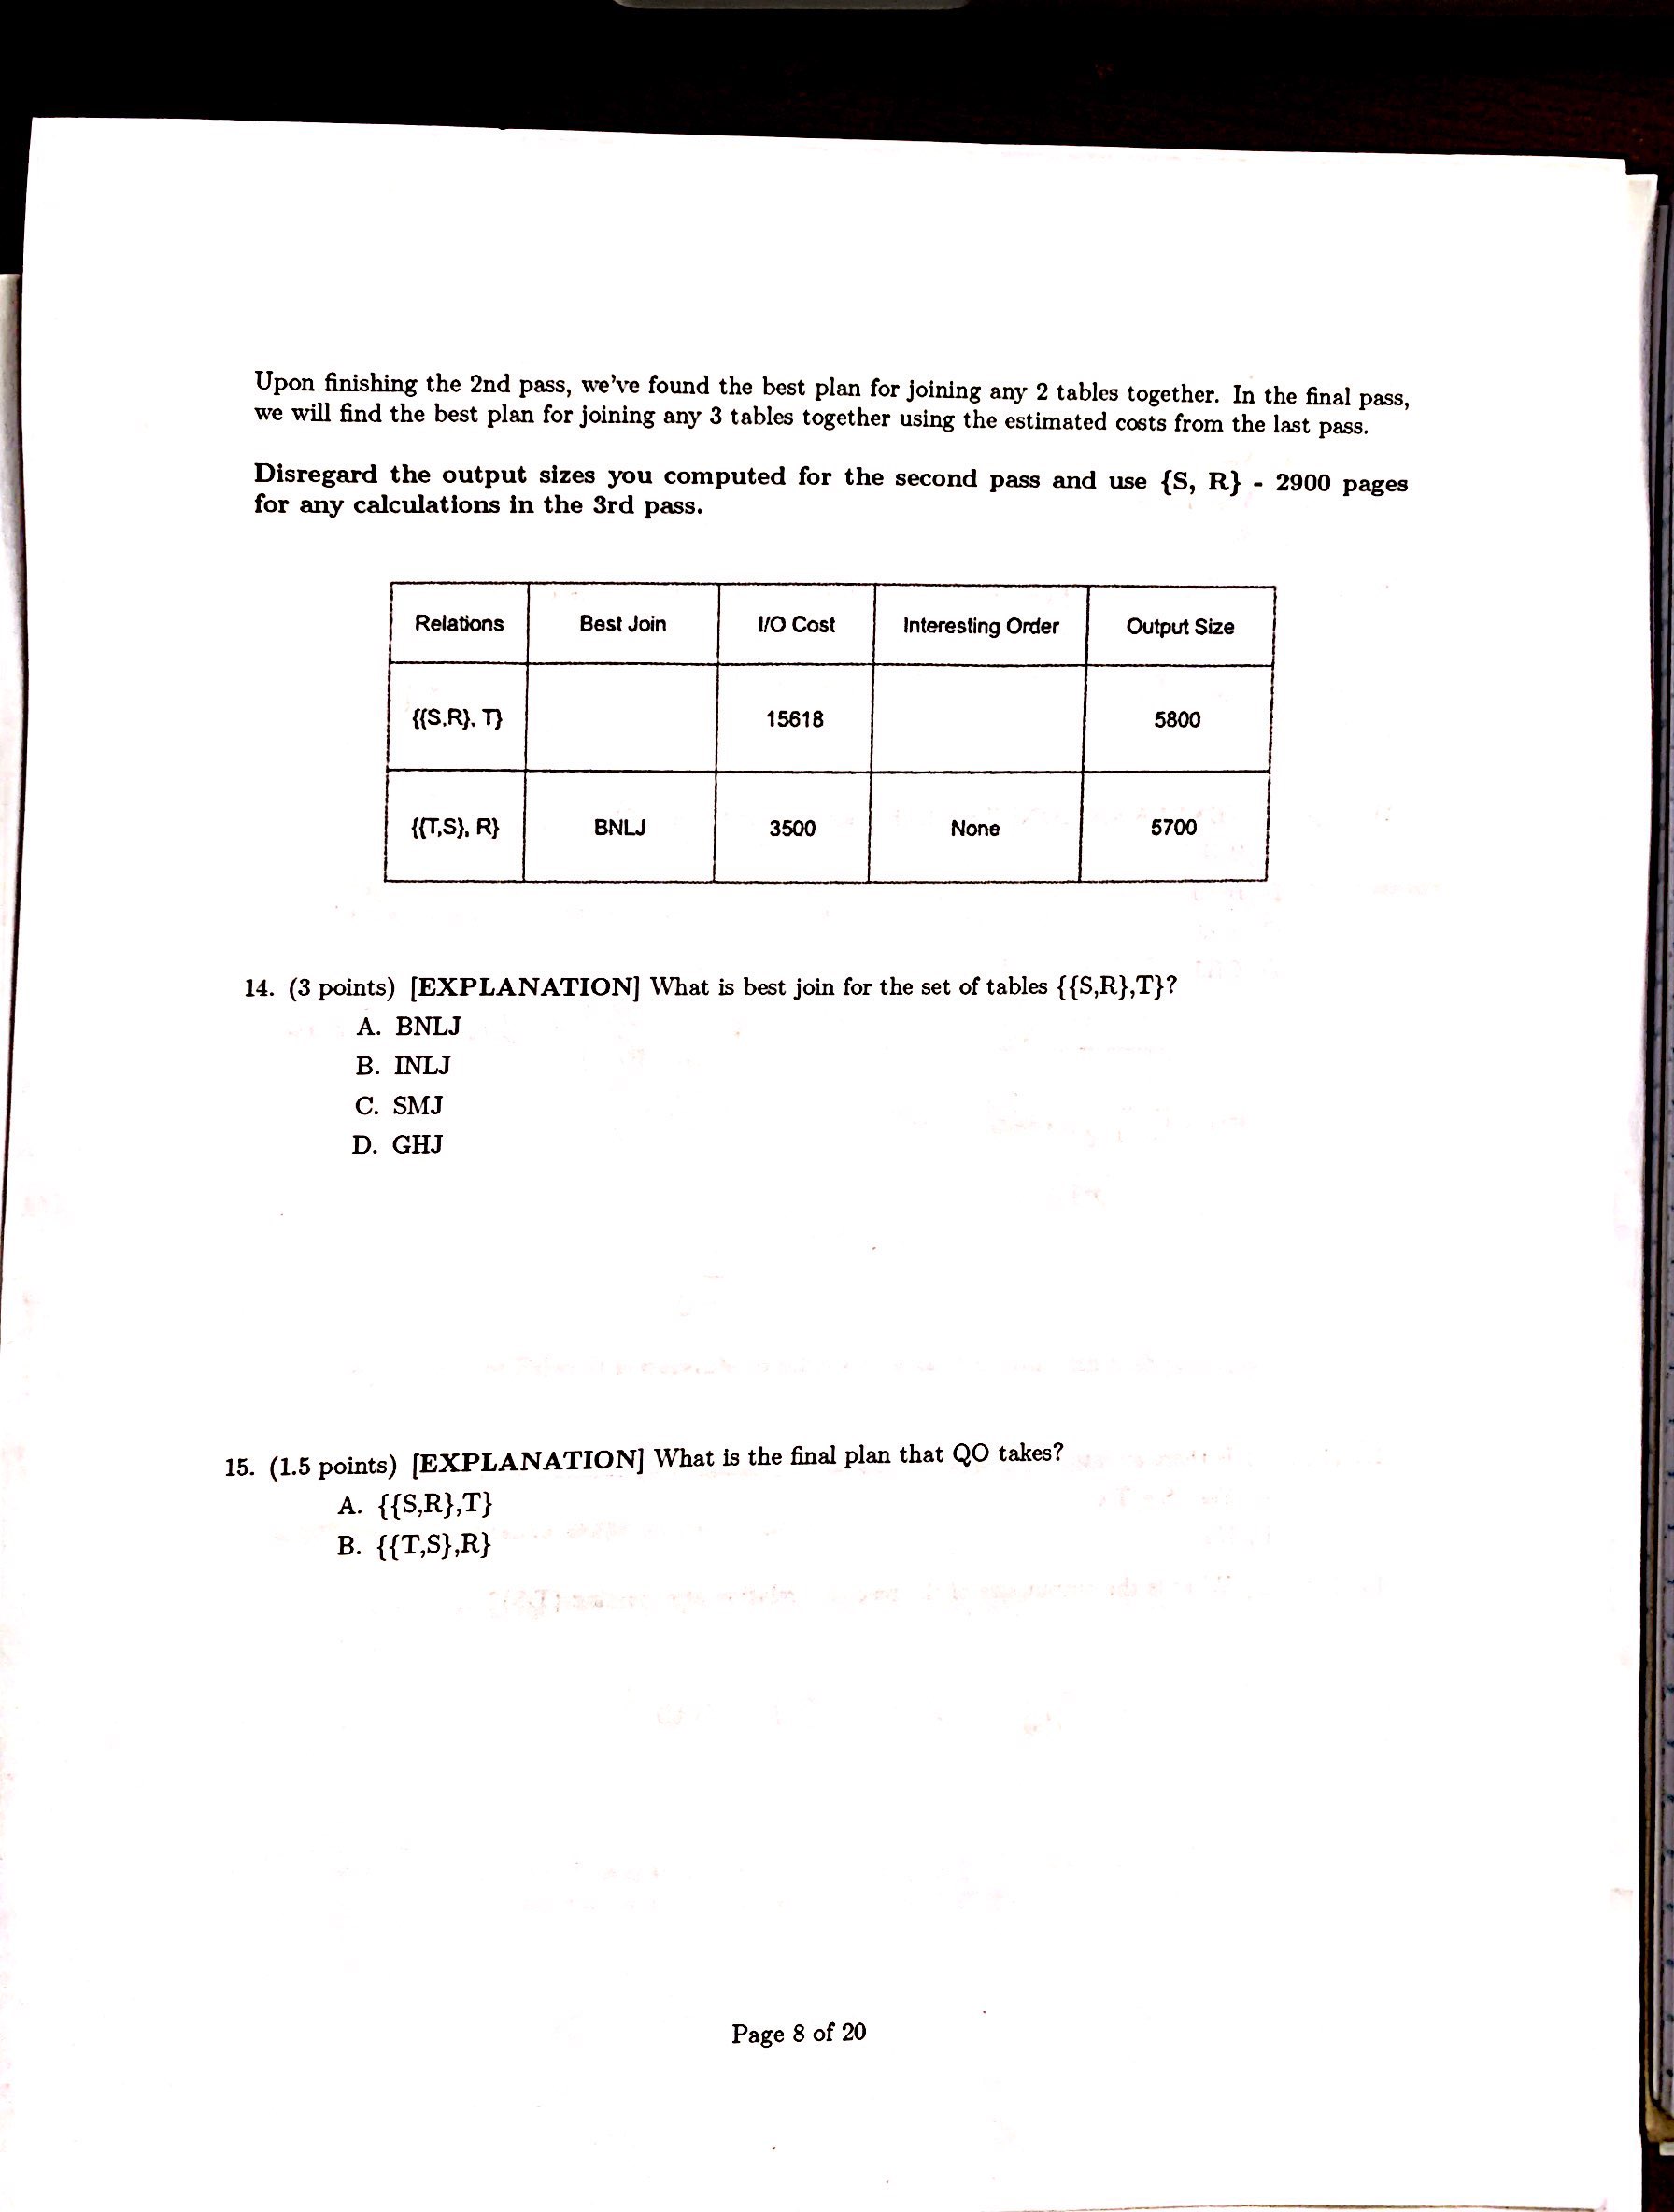 Upon finishing the 2nd pass, we've found the best plan for joining any 2 tables together. In the final pass,
we will find the best plan for joining any 3 tables together using the estimated costs from the last pass.
Disregard the output sizes you computed for the second pass and use {S, R} - 2900 pages
for any calculations in the 3rd pass.
Relations Best Join I/O Cost Interesting Order Output Size
{{S,R}, T} 15618 5800
{{T,S}, R} BNLJ 3500 None 5700
14. (3 points) [EXPLANATION] What is best join for the set of tables {{S,R},T}?
A. BNLJ
B. INLJ
C. SMJ
D. GHJ
15. (1.5 points) [EXPLANATION] What is the final plan that QO takes?
A. {{S,R},T}
B. {{T,S},R}
Page 8 of 20